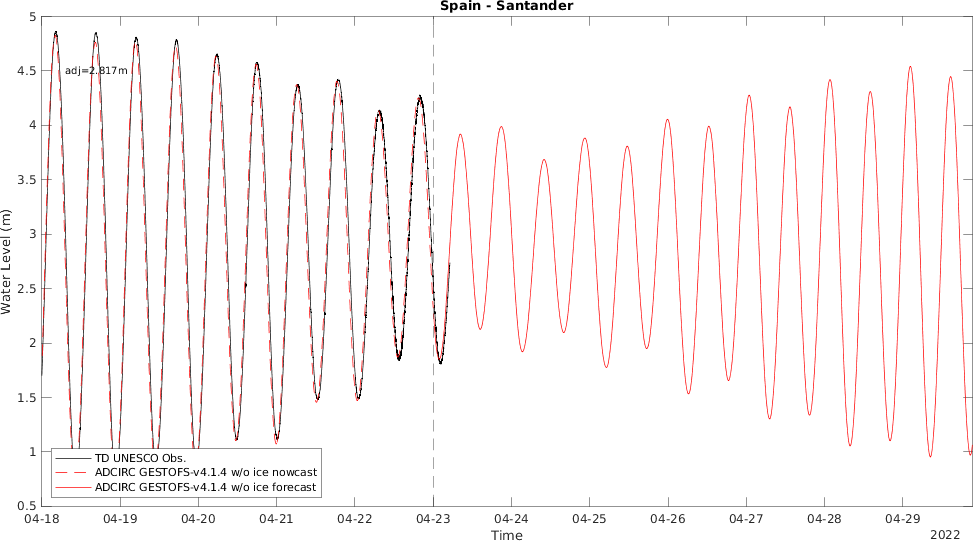 Spain - Santander
5
4.5
4
3.5
3
2.5
2
1.5
1
0.5
Water Level (m)
adj=2.817m
TD UNESCO Obs.
ADCIRC GESTOFS-v4.1.4 w/o ice nowcast
ADCIRC GESTOFS-v4.1.4 w/o ice forecast
04-18 04-19 04-20 04-21 04-22 04-23 04-24 04-25 04-26 04-27 04-28 04-29
Time
2022